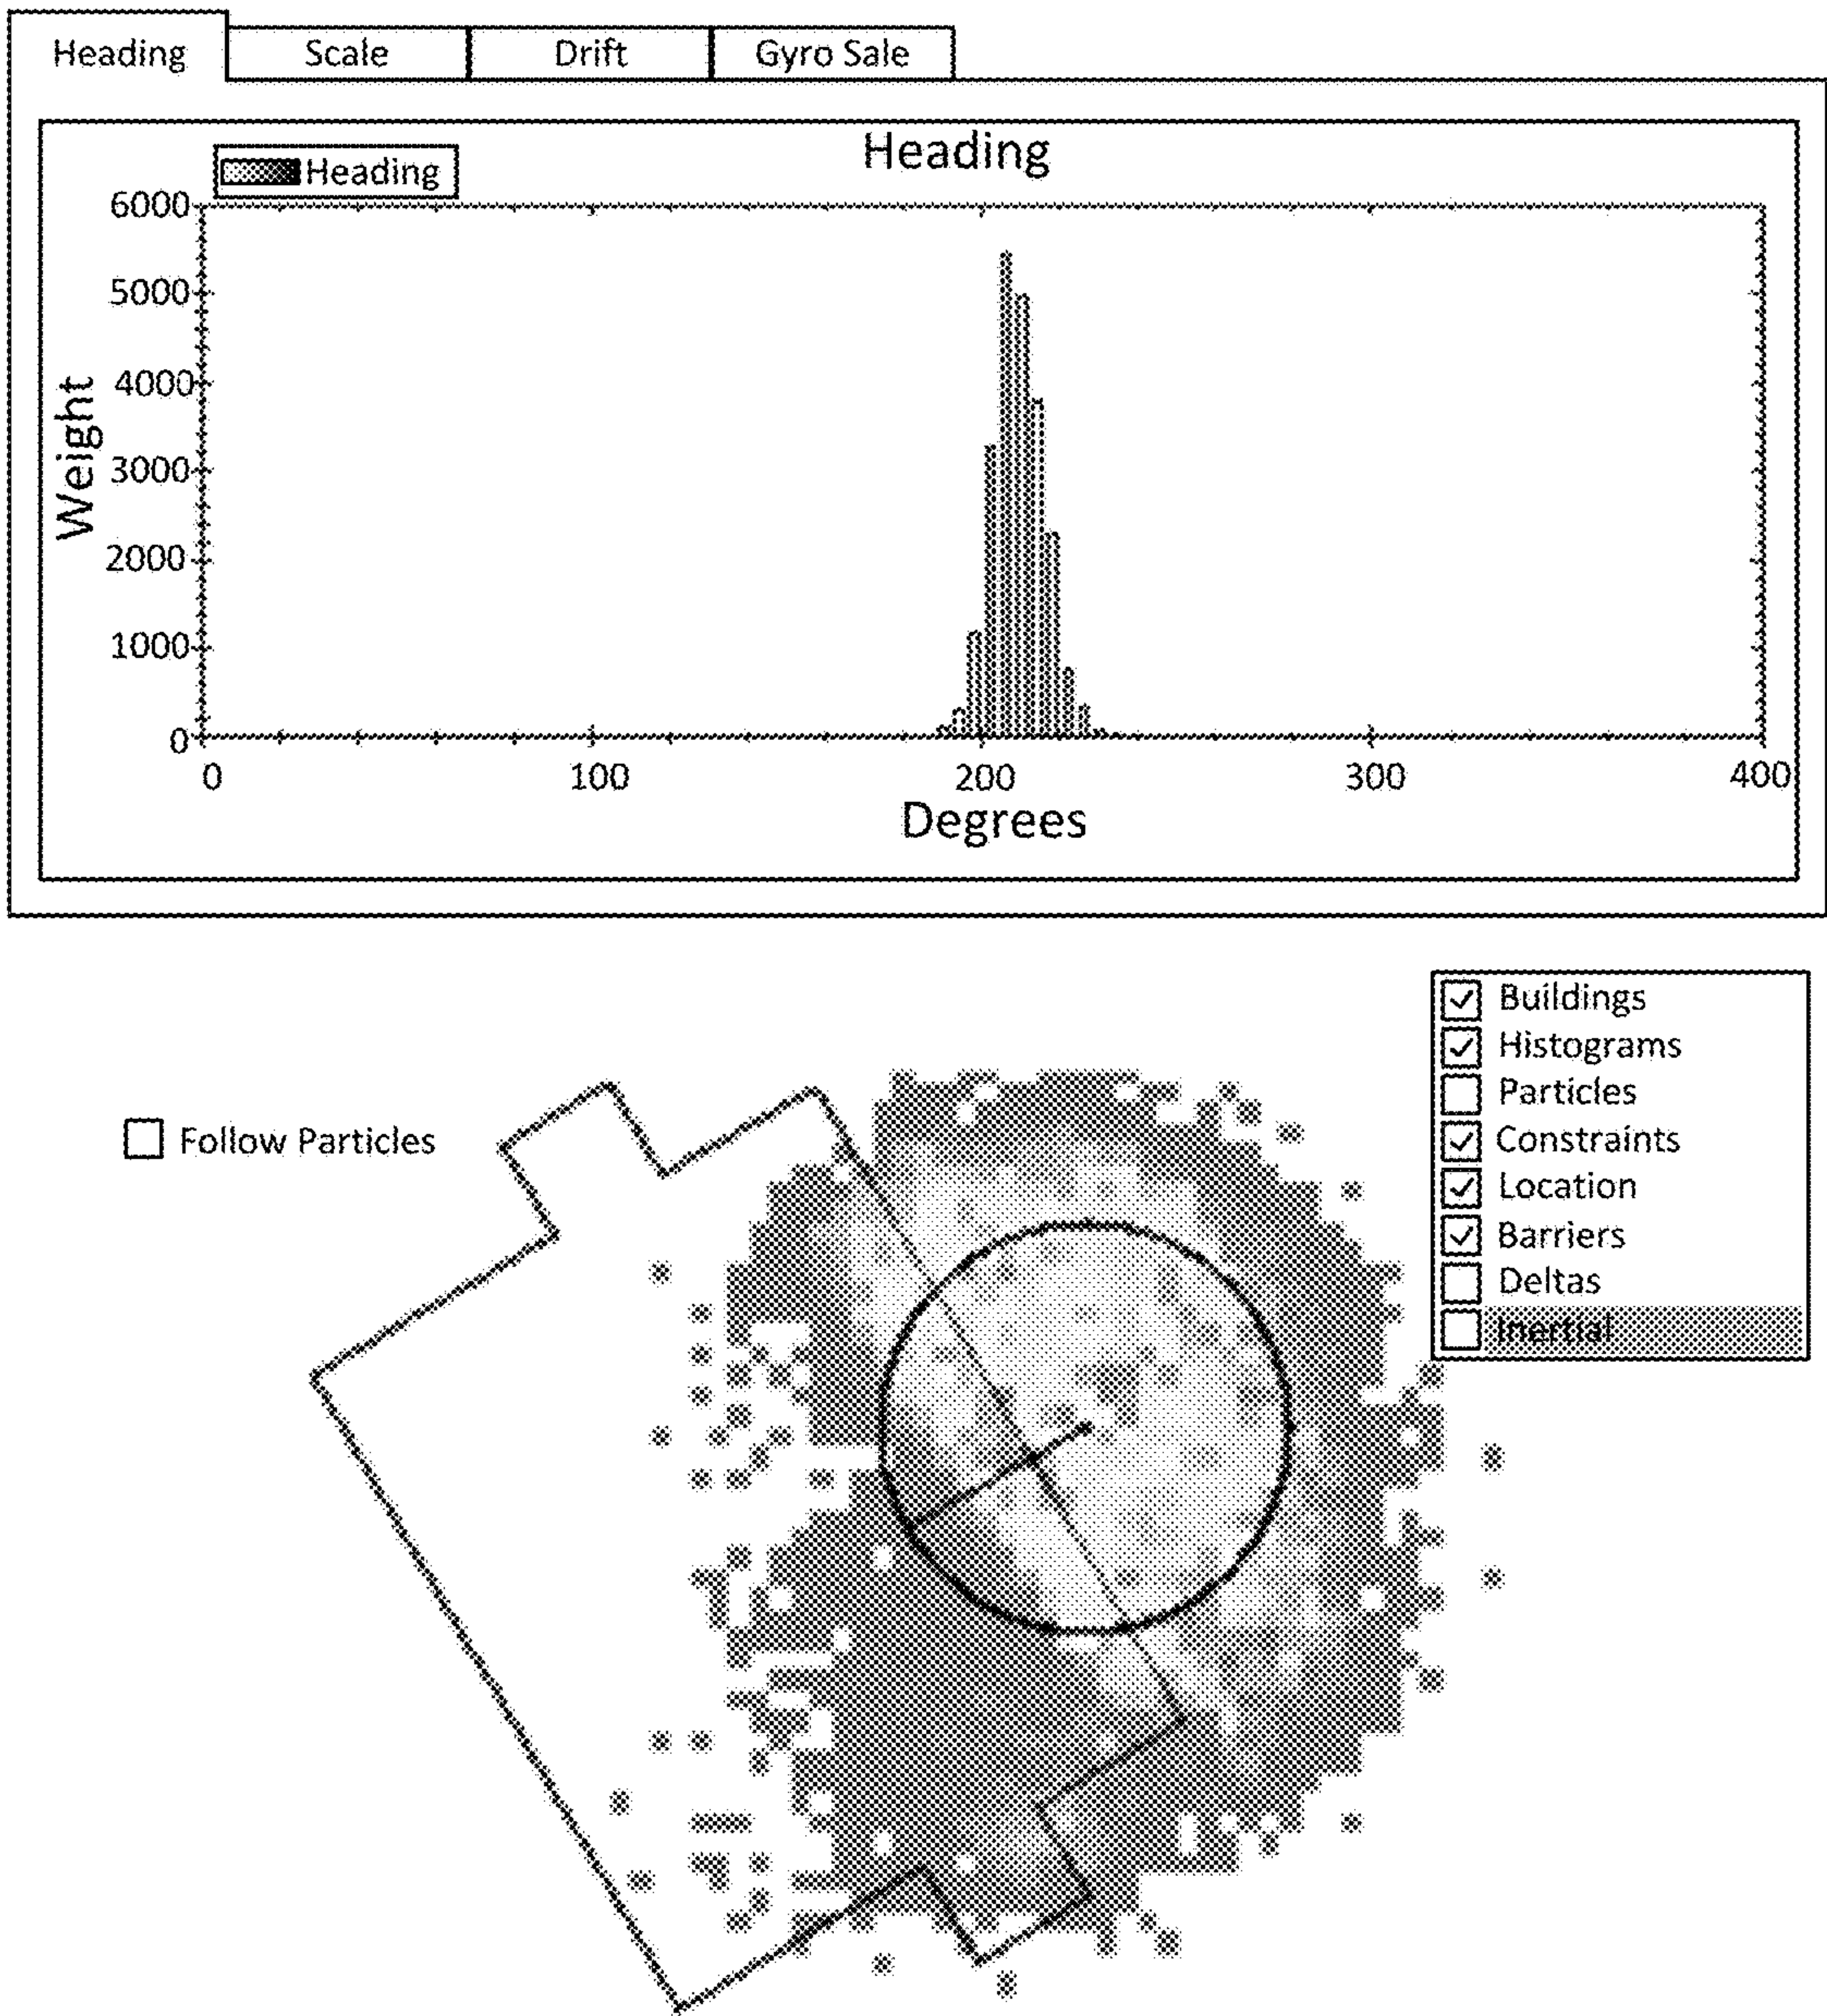 Heading Scale Drift Gyro Sale
Heading
Heading
6000
5000
4000
3000
2000
1000
0
Weight
0 100 200 300 400
Degrees
Follow Particles
Buildings
Histograms
Particles
Constraints
Location
Barriers
Deltas
Inertial